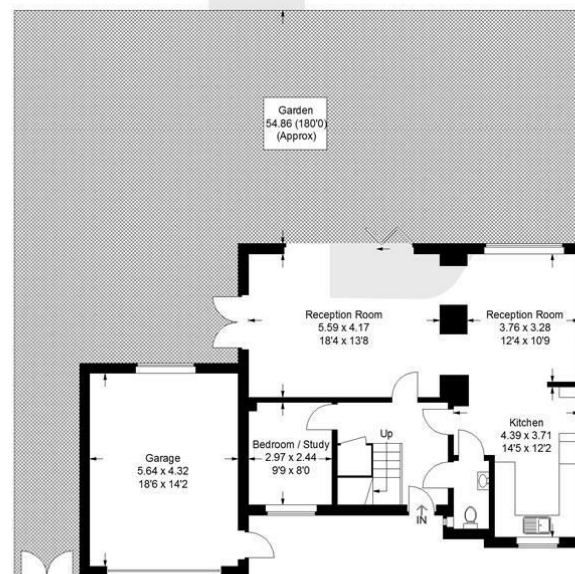 Garden
54.86 (180'0)
(Approx)
Reception Room
5.59 x 4.17
18'4 x 13'8
Reception Room
3.76 x 3.28
12'4 x 10'9
Kitchen
4.39 x 3.71
14'5 x 12'2
Up
Bedroom / Study
2.97 x 2.44
9'9 x 8'0
Garage
5.64 x 4.32
18'6 x 14'2
IN